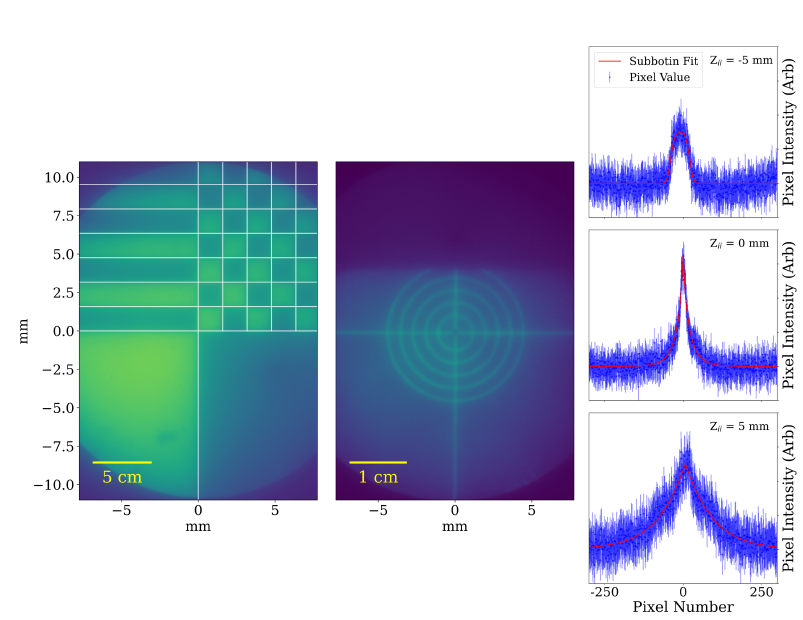 10.0
7.5
5.0
2.5
0.0
−2.5
−5.0
−7.5
−10.0
mm
5 cm
−5
0
5
mm
1 cm
−5
0
5
mm
Subbotin Fit
Pixel Value
Z// = -5 mm
Pixel Intensity (Arb)
Z// = 0 mm
Pixel Intensity (Arb)
Z// = 5 mm
Pixel Intensity (Arb)
-250
0
250
Pixel Number